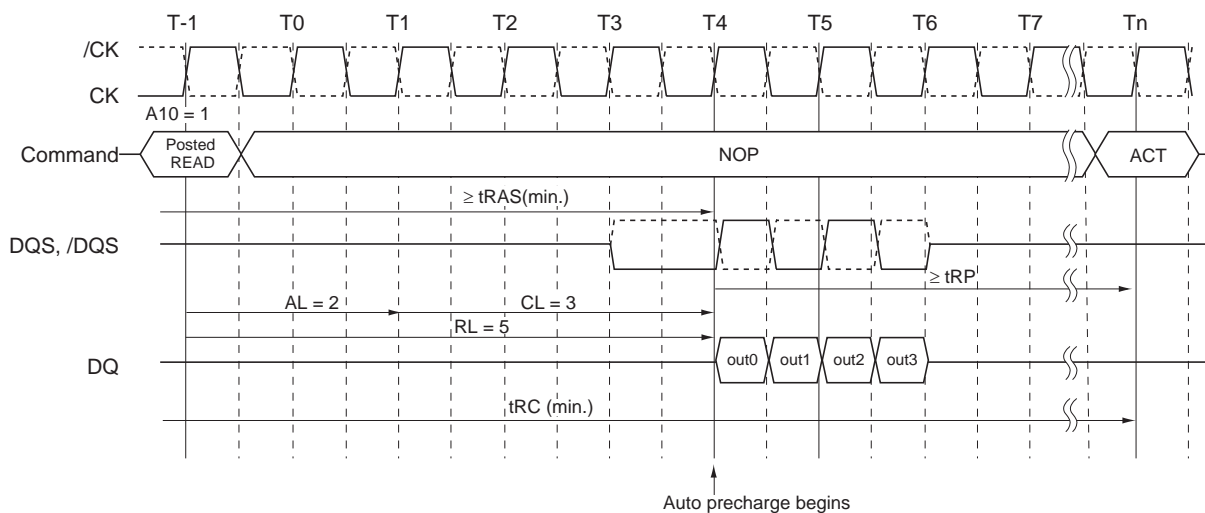 T-1 T0 T1 T2 T3 T4 T5 T6 T7 Tn
/CK
CK
A10 = 1
Command
Posted
READ
NOP
ACT
≥ tRAS(min.)
DQS, /DQS
≥ tRP
AL = 2
CL = 3
RL = 5
DQ
out0 out1 out2 out3
tRC (min.)
Auto precharge begins